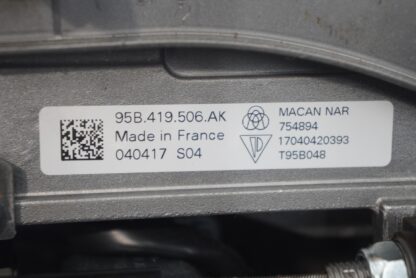 95B.419.506.AK
Made in France
040417 S04
MACAN NAR
754894
17040420393
T95B048